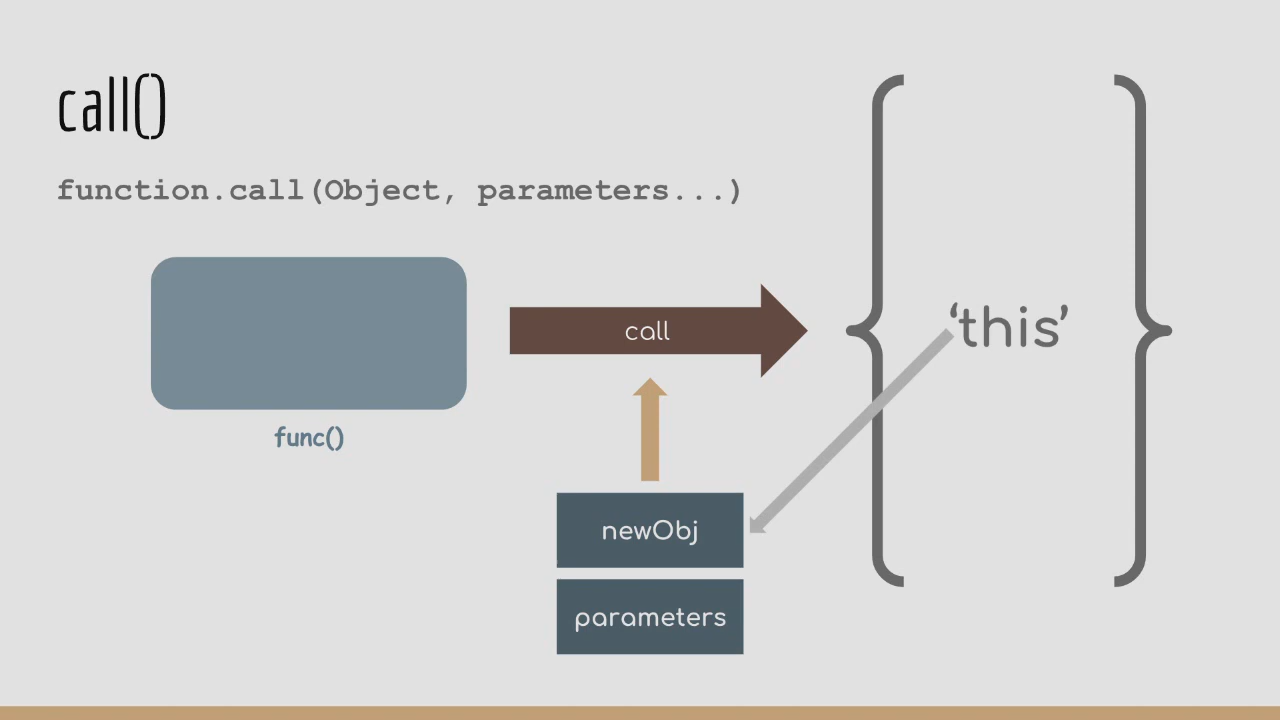 call()
function.call(Object, parameters...)
call
‘this’
func()
newObj
parameters